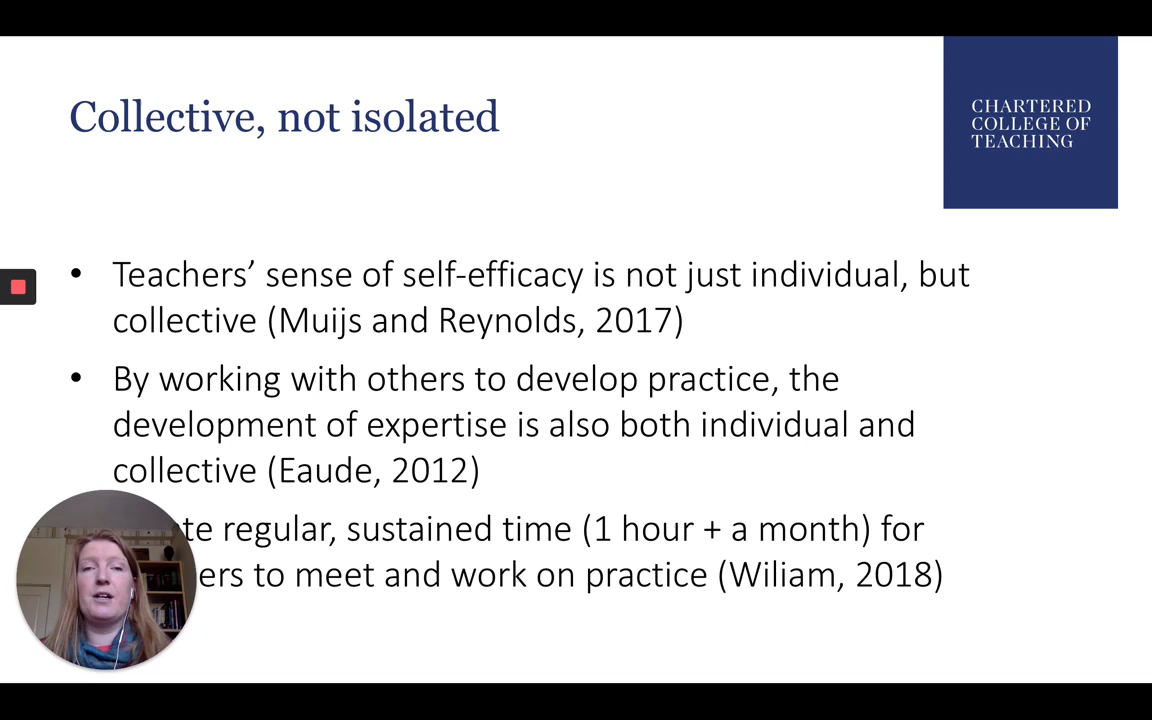 Collective, not isolated
CHARTERED
COLLEGE OF
TEACHING
• Teachers’ sense of self-efficacy is not just individual, but
collective (Muijs and Reynolds, 2017)
• By working with others to develop practice, the
development of expertise is also both individual and
collective (Eaude, 2012)
regular, sustained time (1 hour + a month) for
to meet and work on practice (Wiliam, 2018)